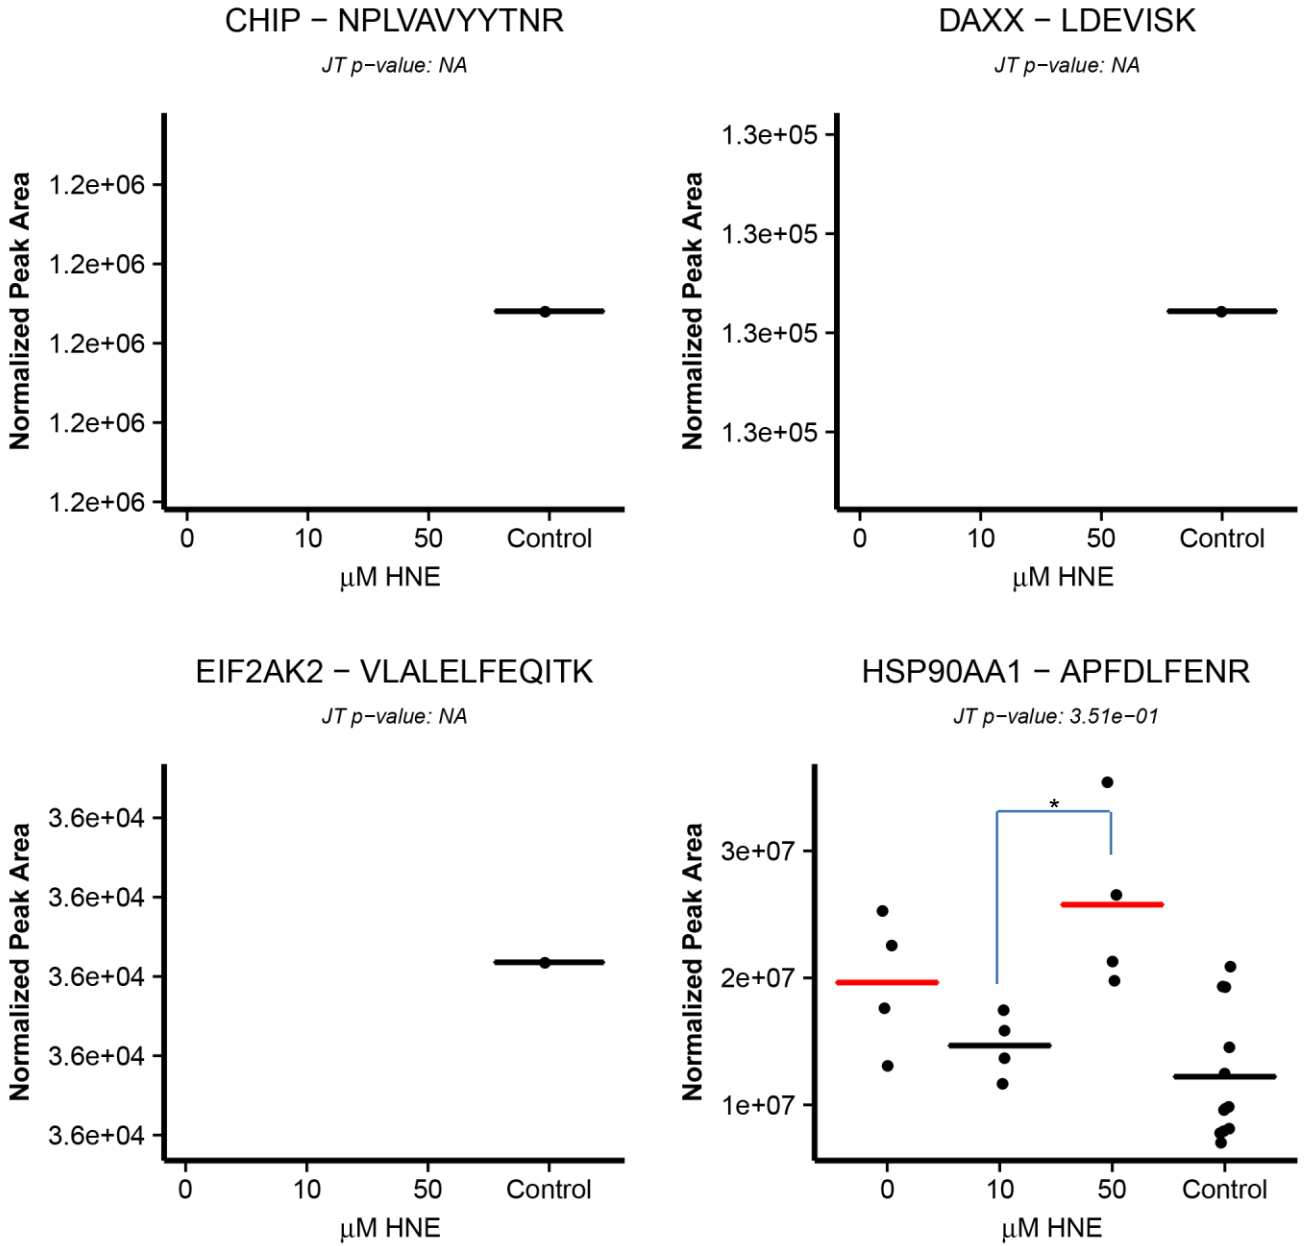 CHIP − NPLVAVYYTNR
JT p−value: NA
Normalized Peak Area
1.2e+06
1.2e+06
1.2e+06
1.2e+06
1.2e+06
0 10 50 Control
μM HNE
DAXX − LDEVISK
JT p−value: NA
Normalized Peak Area
1.3e+05
1.3e+05
1.3e+05
1.3e+05
0 10 50 Control
μM HNE
EIF2AK2 − VLALELFEQITK
JT p−value: NA
Normalized Peak Area
3.6e+04
3.6e+04
3.6e+04
3.6e+04
3.6e+04
0 10 50 Control
μM HNE
HSP90AA1 − APFDLFENR
JT p−value: 3.51e−01
Normalized Peak Area
*
3e+07
2e+07
1e+07
0 10 50 Control
μM HNE